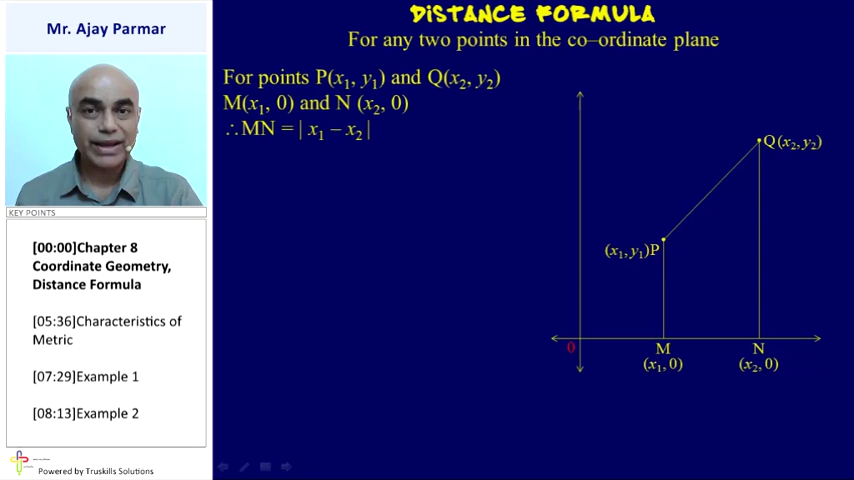 Mr. Ajay Parmar
DISTANCE FORMULA
For any two points in the co–ordinate plane
For points P(x₁, y₁) and Q(x₂, y₂)
M(x₁, 0) and N (x₂, 0)
∴MN = | x₁ – x₂ |
Q(x₂, y₂)
(x₁, y₁)P
0
M
N
(x₁, 0)
(x₂, 0)
KEY POINTS
[00:00]Chapter 8
Coordinate Geometry,
Distance Formula
[05:36]Characteristics of
Metric
[07:29]Example 1
[08:13]Example 2
Powered by Truskills Solutions